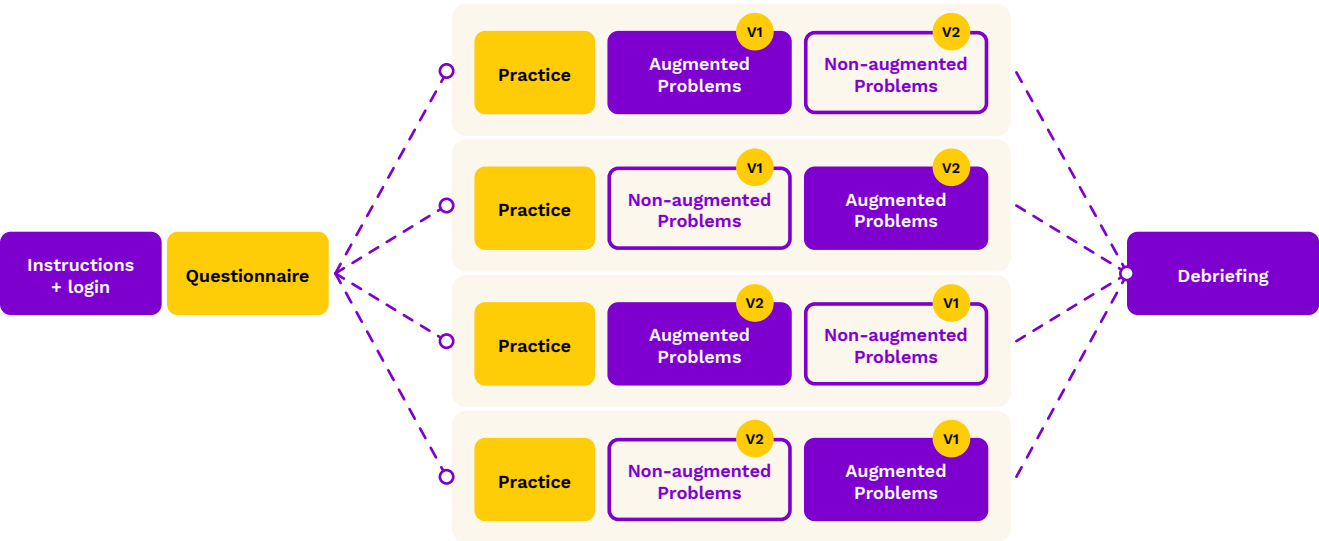 V1
V2
Practice
Augmented
Problems
Non-augmented
Problems
V1
V2
Practice
Non-augmented
Problems
Augmented
Problems
Instructions
+ login
Questionnaire
Debriefing
V2
V1
Practice
Augmented
Problems
Non-augmented
Problems
V2
V1
Practice
Non-augmented
Problems
Augmented
Problems